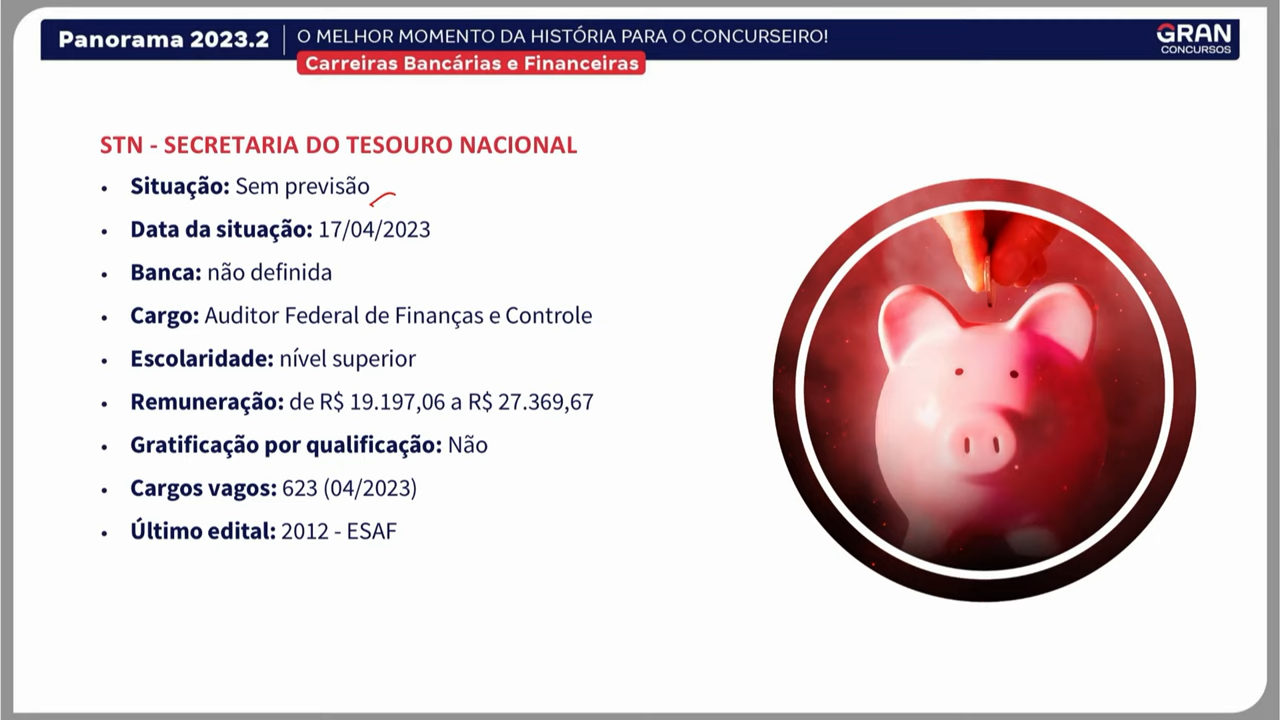 Panorama 2023.2
O MELHOR MOMENTO DA HISTÓRIA PARA O CONCURSEIRO!
Carreiras Bancárias e Financeiras
GRAN
CONCURSOS
STN - SECRETARIA DO TESOURO NACIONAL
• Situação: Sem previsão
• Data da situação: 17/04/2023
• Banca: não definida
• Cargo: Auditor Federal de Finanças e Controle
• Escolaridade: nível superior
• Remuneração: de R$ 19.197,06 a R$ 27.369,67
• Gratificação por qualificação: Não
• Cargos vagos: 623 (04/2023)
• Último edital: 2012 - ESAF